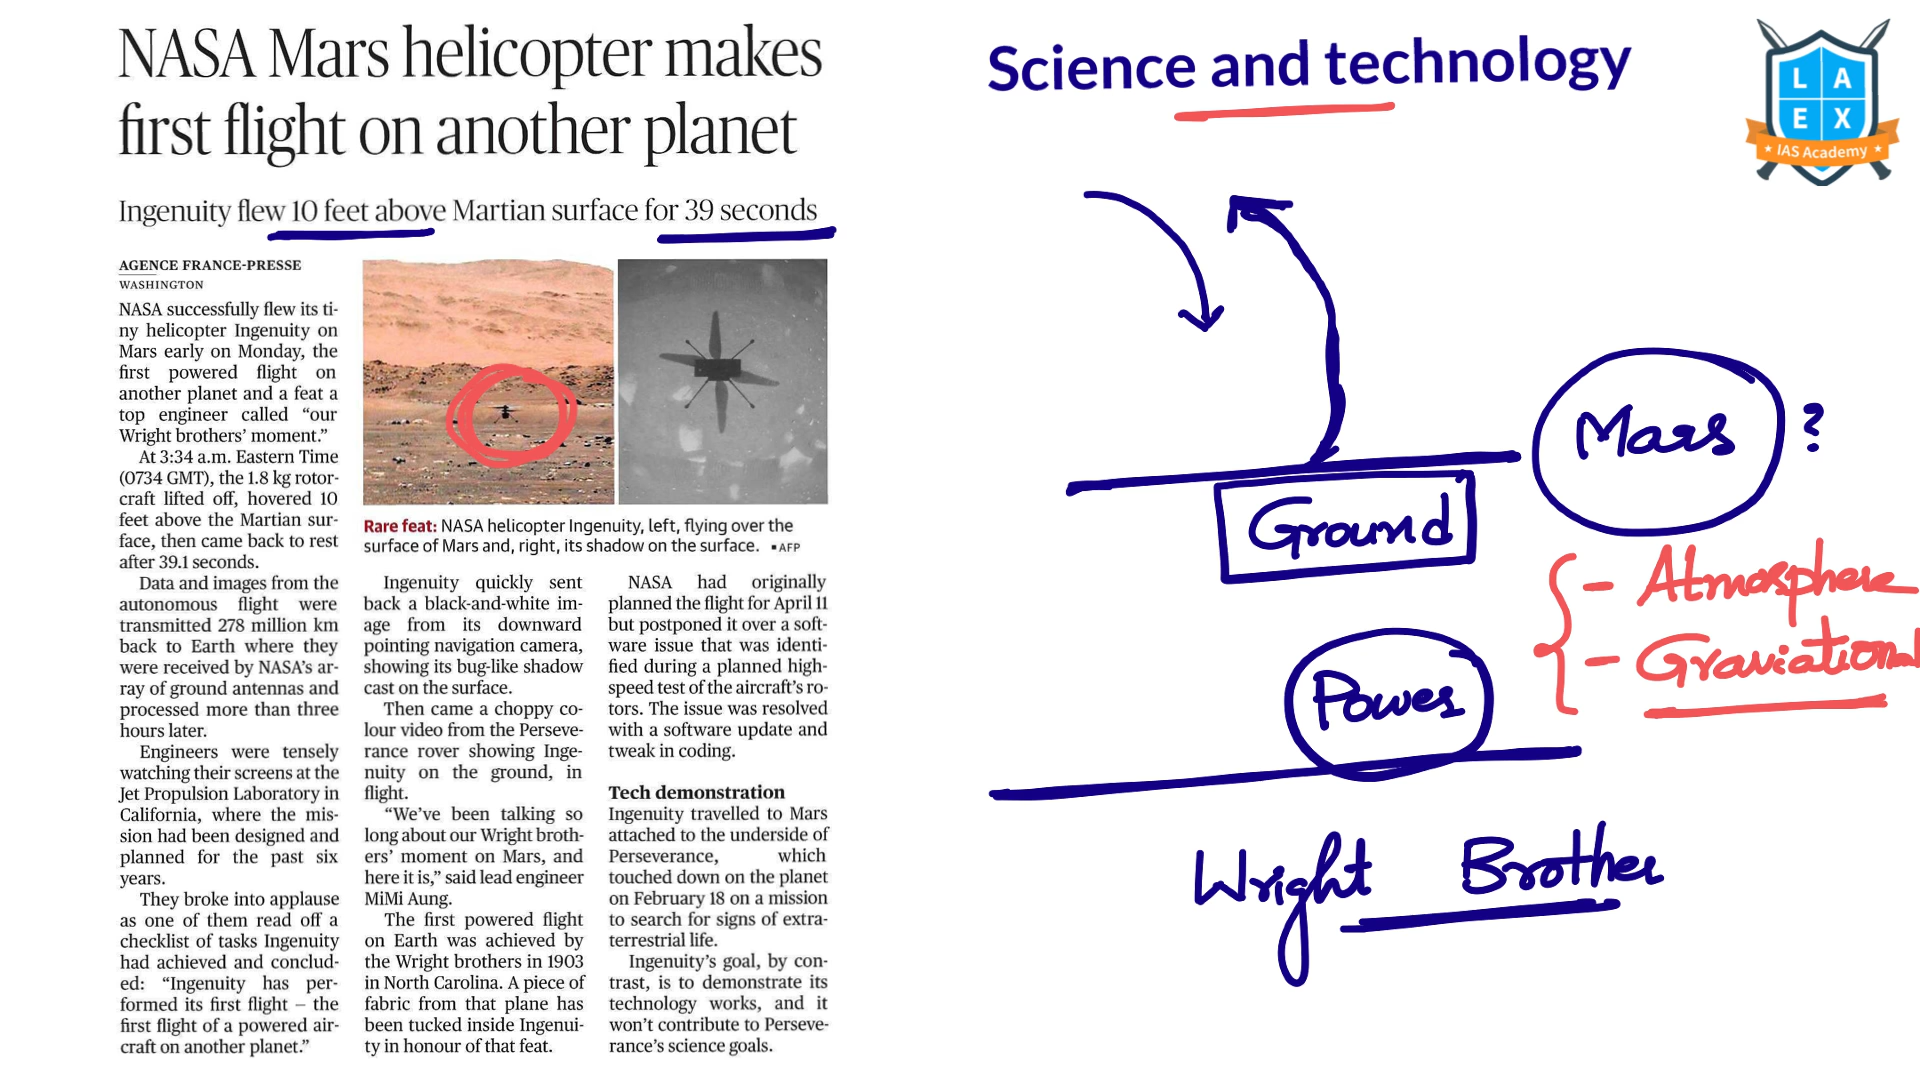 NASA Mars helicopter makes
first flight on another planet
Ingenuity flew 10 feet above Martian surface for 39 seconds
AGENCE FRANCE-PRESSE
WASHINGTON
NASA successfully flew its ti-
ny helicopter Ingenuity on
Mars early on Monday, the
first powered flight on
another planet and a feat a
top engineer called “our
Wright brothers’ moment.”
At 3:34 a.m. Eastern Time
(0734 GMT), the 1.8 kg rotor-
craft lifted off, hovered 10
feet above the Martian sur-
face, then came back to rest
after 39.1 seconds.
Data and images from the
autonomous flight were
transmitted 278 million km
back to Earth where they
were received by NASA’s ar-
ray of ground antennas and
processed more than three
hours later.
Engineers were tensely
watching their screens at the
Jet Propulsion Laboratory in
California, where the mis-
sion had been designed and
planned for the past six
years.
They broke into applause
as one of them read off a
checklist of tasks Ingenuity
had achieved and conclud-
ed: “Ingenuity has per-
formed its first flight – the
first flight of a powered air-
craft on another planet.”
Rare feat: NASA helicopter Ingenuity, left, flying over the
surface of Mars and, right, its shadow on the surface. ▪AFP
Ingenuity quickly sent
back a black-and-white im-
age from its downward
pointing navigation camera,
showing its bug-like shadow
cast on the surface.
Then came a choppy co-
lour video from the Perseve-
rance rover showing Inge-
nuity on the ground, in
flight.
“We’ve been talking so
long about our Wright broth-
ers’ moment on Mars, and
here it is,” said lead engineer
MiMi Aung.
The first powered flight
on Earth was achieved by
the Wright brothers in 1903
in North Carolina. A piece of
fabric from that plane has
been tucked inside Ingenui-
ty in honour of that feat.
NASA had originally
planned the flight for April 11
but postponed it over a soft-
ware issue that was identi-
fied during a planned high-
speed test of the aircraft’s ro-
tors. The issue was resolved
with a software update and
tweak in coding.
Tech demonstration
Ingenuity travelled to Mars
attached to the underside of
Perseverance, which
touched down on the planet
on February 18 on a mission
to search for signs of extra-
terrestrial life.
Ingenuity’s goal, by con-
trast, is to demonstrate its
technology works, and it
won’t contribute to Perseve-
rance’s science goals.
Science and technology
L A
E X
★ IAS Academy ★
Mars ?
Ground
- Atmosphere
- Graviational
Power
Wright Brother